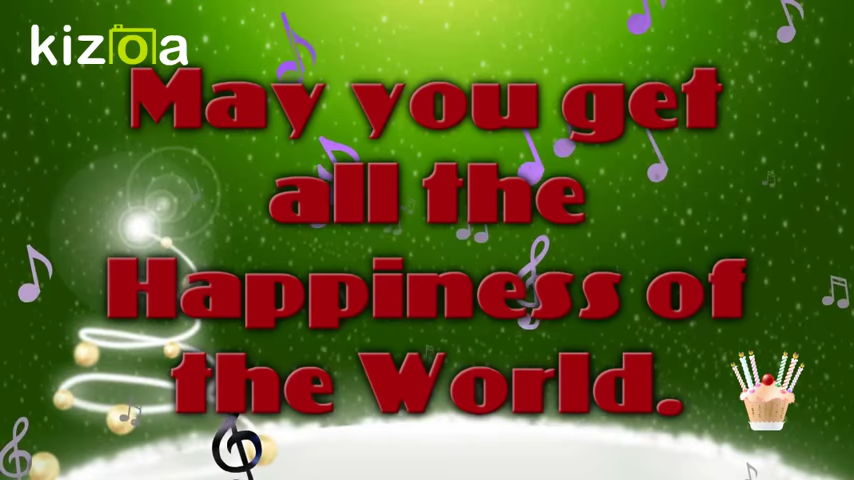 kizoa
May you get
all the
Happiness of
the World.